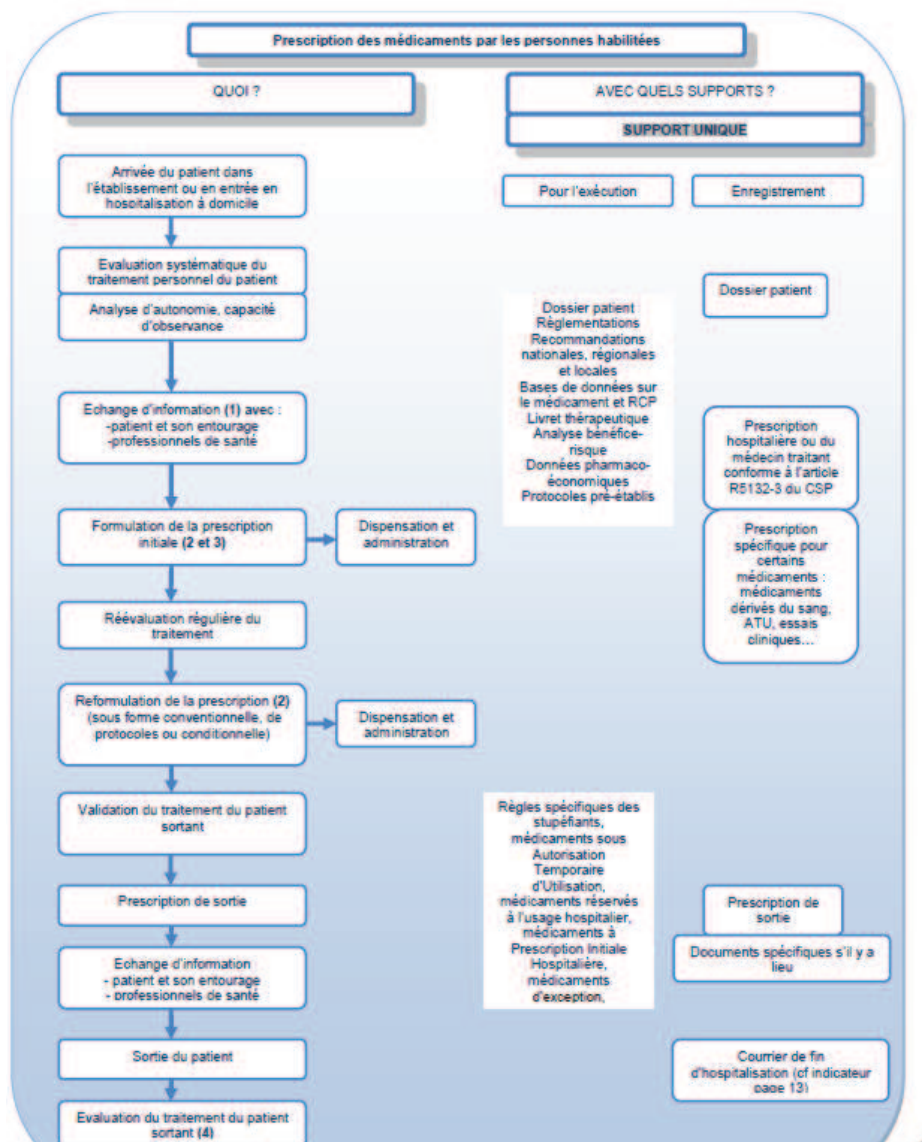 Prescription des médicaments par les personnes habilitées
QUOI ?
AVEC QUELS SUPPORTS ?
SUPPORT UNIQUE
Pour l'exécution
Enregistrement
Arrivée du patient dans
l'établissement ou en entrée en
hospitalisation à domicile
Evaluation systématique du
traitement personnel du patient
Analyse d'autonomie, capacité
d'observance
Echange d'information (1) avec :
-patient et son entourage
-professionnels de santé
Formulation de la prescription
initiale (2 et 3)
Dispensation et
administration
Réévaluation régulière du
traitement
Reformulation de la prescription (2)
(sous forme conventionnelle, de
protocoles ou conditionnelle)
Dispensation et
administration
Validation du traitement du patient
sortant
Prescription de sortie
Echange d'information
- patient et son entourage
- professionnels de santé
Sortie du patient
Evaluation du traitement du patient
sortant (4)
Dossier patient
Règlementations
Recommandations
nationales, régionales
et locales
Bases de données sur
le médicament et RCP
Livret thérapeutique
Analyse bénéfice-
risque
Données pharmaco-
économiques
Protocoles pré-établis
Règles spécifiques des
stupéfiants,
médicaments sous
Autorisation
Temporaire
d'Utilisation,
médicaments réservés
à l'usage hospitalier,
médicaments à
Prescription Initiale
Hospitalière,
médicaments
d'exception,
Dossier patient
Prescription
hospitalière ou du
médecin traitant
conforme à l'article
R5132-3 du CSP
Prescription
spécifique pour
certains
médicaments :
médicaments
dérivés du sang,
ATU, essais
cliniques...
Prescription de
sortie
Documents spécifiques s'il y a
lieu
Courrier de fin
d'hospitalisation (cf indicateur
page 13)